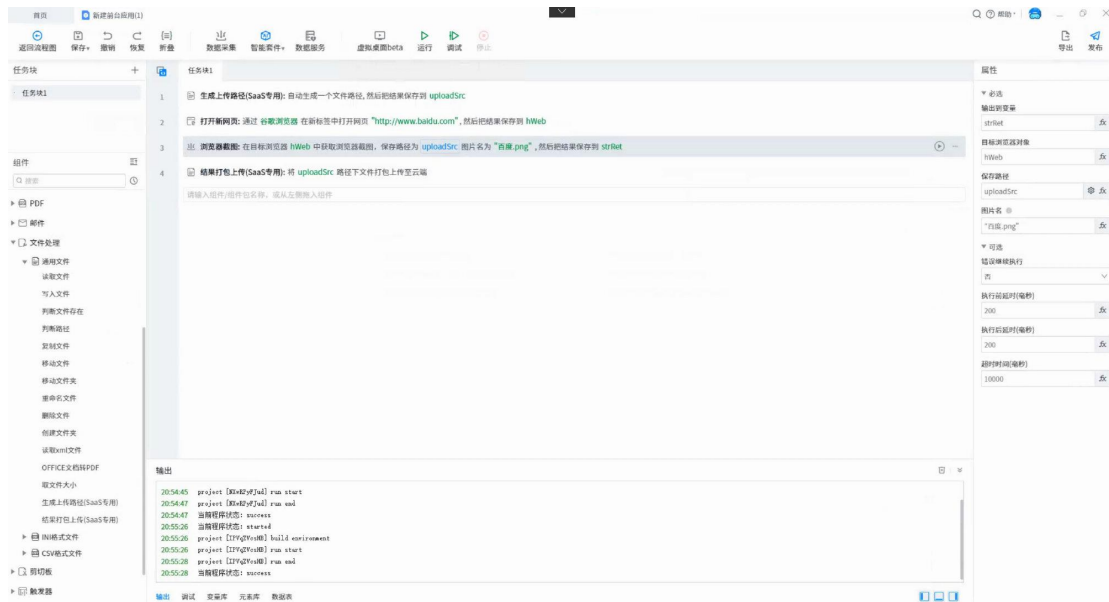 首页 新建前台应用(1) 帮助
返回流程图 保存 撤销 恢复 折叠 数据采集 智能套件 数据服务 虚拟桌面beta 运行 调试 停止 导出 发布
任务块
任务块1
组件
搜索
PDF
邮件
文件处理
通用文件
读取文件
写入文件
判断文件存在
判断路径
复制文件
移动文件
移动文件夹
重命名文件
删除文件
创建文件夹
读取xml文件
OFFICE文档转PDF
取文件大小
生成上传路径(SaaS专用)
结果打包上传(SaaS专用)
INI格式文件
CSV格式文件
剪切板
触发器
任务块1
1 生成上传路径(SaaS专用): 自动生成一个文件路径, 然后把结果保存到 uploadSrc
2 打开新网页: 通过 谷歌浏览器 在新标签中打开网页 "http://www.baidu.com" , 然后把结果保存到 hWeb
3 浏览器截图: 在目标浏览器 hWeb 中获取浏览器截图，保存路径为 uploadSrc 图片名为 "百度.png" , 然后把结果保存到 strRet
4 结果打包上传(SaaS专用): 将 uploadSrc 路径下文件打包上传至云端
请输入组件/组件包名称，或从左侧拖入组件
输出
20:54:45 project [NXeR2yFJud] run start
20:54:47 project [NXeR2yFJud] run end
20:54:47 当前程序状态: success
20:55:26 当前程序状态: started
20:55:26 project [IPVqZVcsMB] build environment
20:55:26 project [IPVqZVcsMB] run start
20:55:28 project [IPVqZVcsMB] run end
20:55:28 当前程序状态: success
输出 调试 变量库 元素库 数据表
属性
必选
输出到变量
strRet fx
目标浏览器对象
hWeb fx
保存路径
uploadSrc fx
图片名
"百度.png" fx
可选
错误继续执行
否
执行前延时(毫秒)
200 fx
执行后延时(毫秒)
200 fx
超时时间(毫秒)
10000 fx